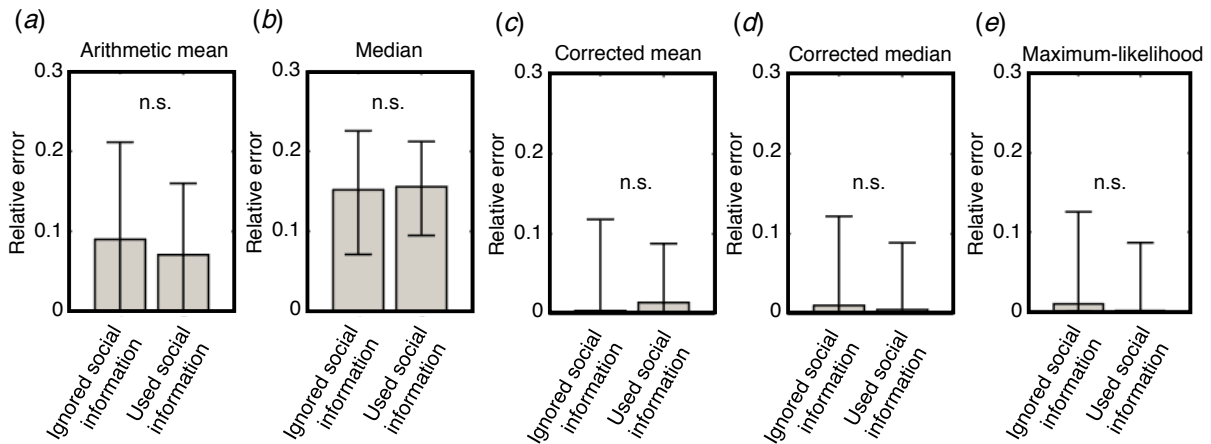 (a)
Arithmetic mean
Relative error
0.3
0.2
0.1
0
n.s.
Ignored social
information
Used social
information
(b)
Median
Relative error
0.3
0.2
0.1
0
n.s.
Ignored social
information
Used social
information
(c)
Corrected mean
Relative error
0.3
0.2
0.1
0
n.s.
Ignored social
information
Used social
information
(d)
Corrected median
Relative error
0.3
0.2
0.1
0
n.s.
Ignored social
information
Used social
information
(e)
Maximum-likelihood
Relative error
0.3
0.2
0.1
0
n.s.
Ignored social
information
Used social
information